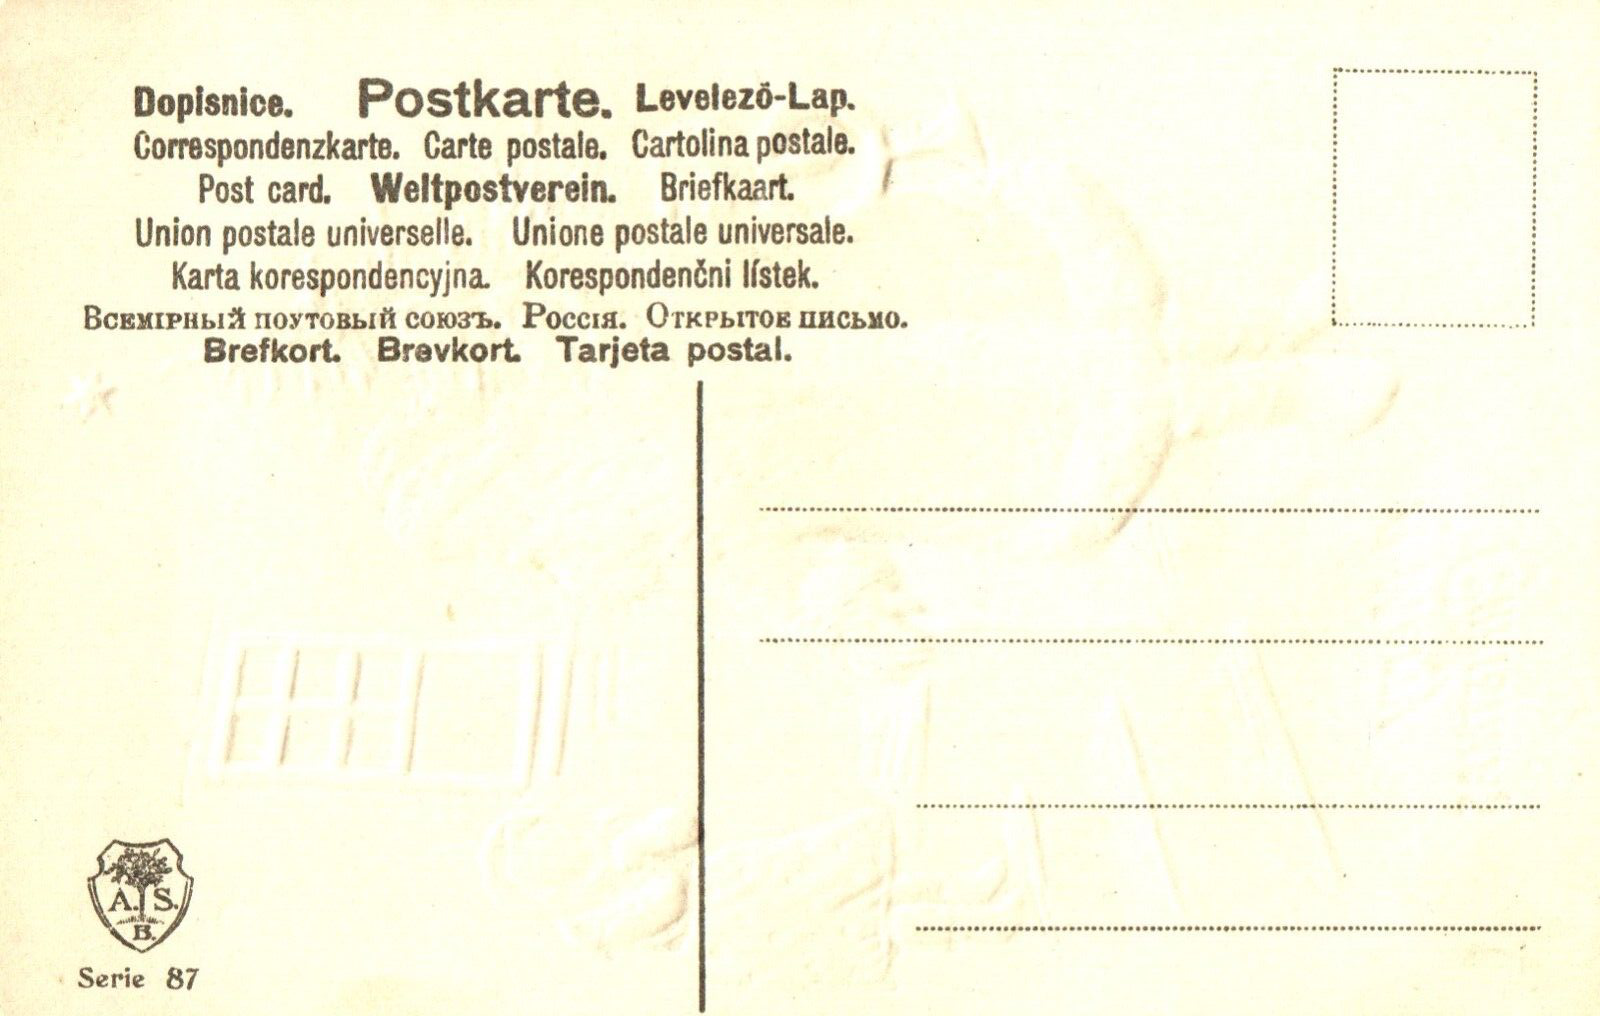 Dopisnice. Postkarte. Levelező-Lap.
Correspondenzkarte. Carte postale. Cartolina postale.
Post card. Weltpostverein. Briefkaart.
Union postale universelle. Unione postale universale.
Karta korespondencyjna. Korespondenčni lístek.
Всемірный поутовый союзъ. Россія. Открытое письмо.
Brefkort. Brevkort. Tarjeta postal.
A. S.
B.
Serie 87